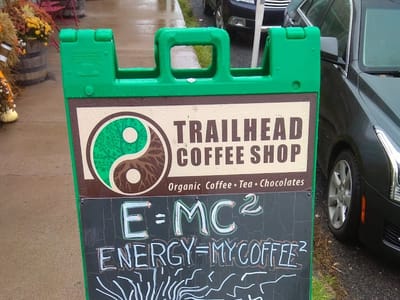 TRAILHEAD
COFFEE SHOP
Organic Coffee • Tea • Chocolates
E=MC²
ENERGY=MYCOFFEE²